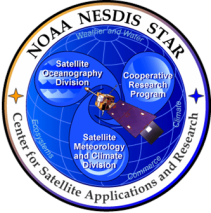 NOAA NESDIS STAR
Weather and Water
Satellite
Oceanography
Division
Cooperative
Research
Program
Climate
Ecosystems
Satellite
Meteorology
and Climate
Division
Commerce
Center for Satellite Applications and Research